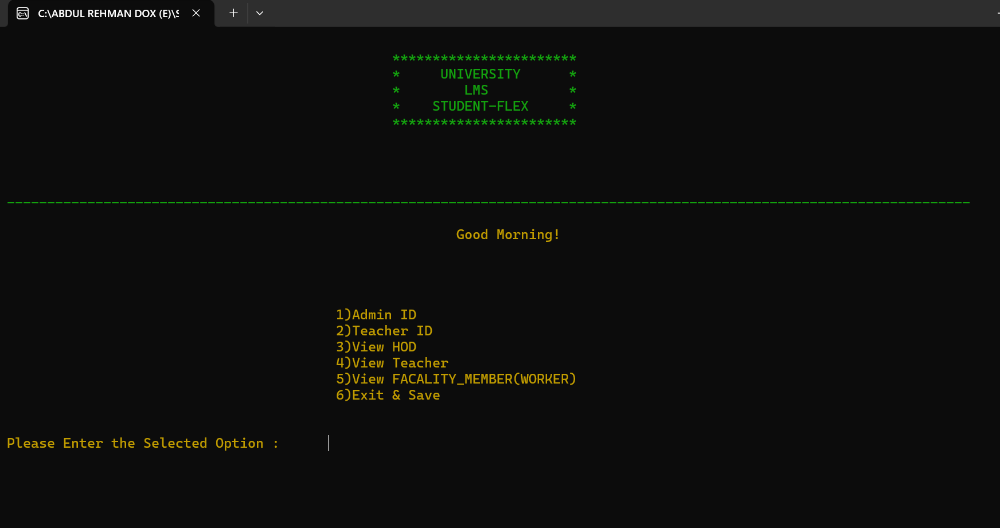 C:\ABDUL REHMAN DOX (E)\S
***********************
* UNIVERSITY *
* LMS *
* STUDENT-FLEX *
***********************
------------------------------------------------------------------------------------------------------------------------
Good Morning!
1)Admin ID
2)Teacher ID
3)View HOD
4)View Teacher
5)View FACALITY_MEMBER(WORKER)
6)Exit & Save
Please Enter the Selected Option :